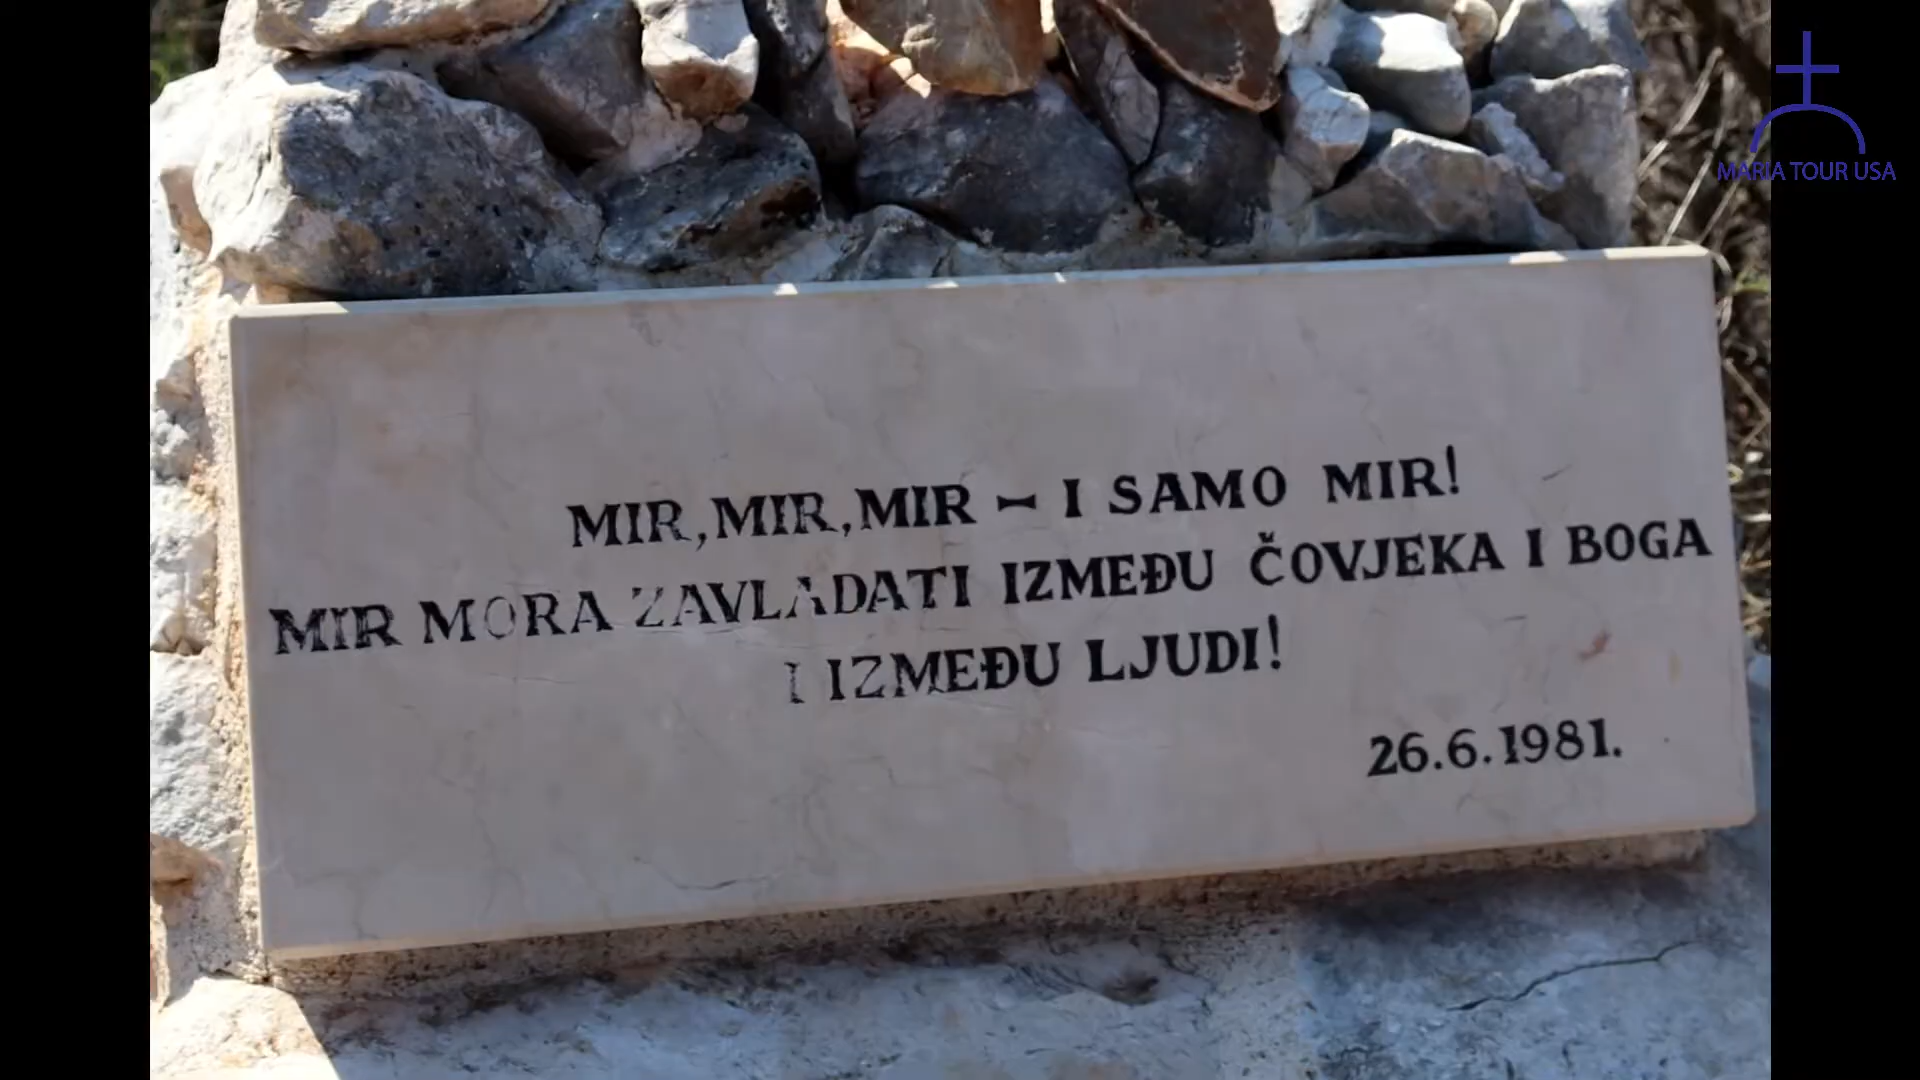 MARIA TOUR USA
MIR, MIR, MIR – I SAMO MIR!
MIR MORA ZAVLADATI IZMEĐU ČOVJEKA I BOGA
I IZMEĐU LJUDI!
26.6.1981.